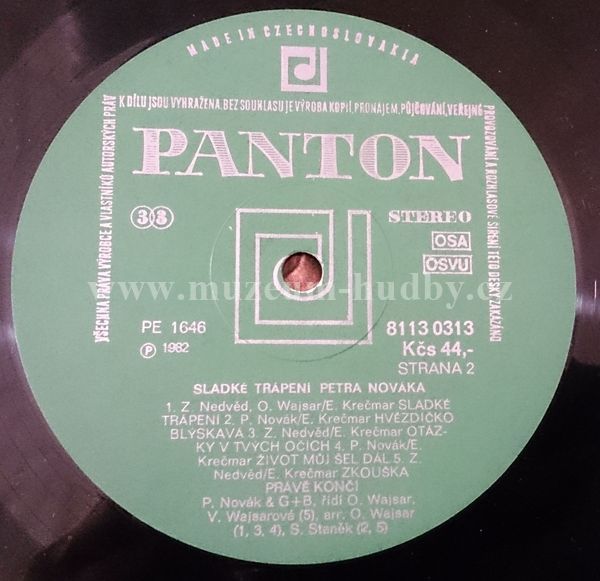 MADE IN CZECHOSLOVAKIA
VŠECHNA PRÁVA VÝROBCE A VLASTNÍKŮ AUTORSKÝCH PRÁV
K DÍLU JSOU VYHRAŽENA. BEZ SOUHLASU JE VÝROBA KOPIÍ, PRONÁJEM, PŮJČOVÁNÍ, VEŘEJNÉ
PROVOZOVÁNÍ A ROZHLASOVÉ ŠÍŘENÍ TÉTO DESKY ZAKÁZÁNO
PANTON
33
STEREO
OSA
OSVU
www.muzeum-hudby.cz
PE 1646
8113 0313
Ⓟ 1982
Kčs 44,-
STRANA 2
SLADKÉ TRÁPENÍ PETRA NOVÁKA
1. Z. Nedvěd, O. Wajsar/E. Krečmar SLADKÉ
TRÁPENÍ 2. P. Novák/E. Krečmar HVĚZDIČKO
BLÝSKAVÁ 3. Z. Nedvěd/E. Krečmar OTÁZ-
KY V TVÝCH OČÍCH 4. P. Novák/E.
Krečmar ŽIVOT MŮJ ŠEL DÁL 5. Z.
Nedvěd/E. Krečmar ZKOUŠKA
PRÁVĚ KONČÍ
P. Novák & G+B, řídí O. Wajsar,
V. Wajsarová (5), arr. O. Wajsar
(1, 3, 4), S. Staněk (2, 5)